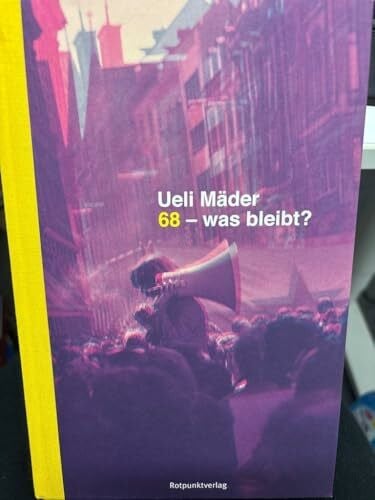 Ueli Mäder
68 – was bleibt?
Rotpunktverlag